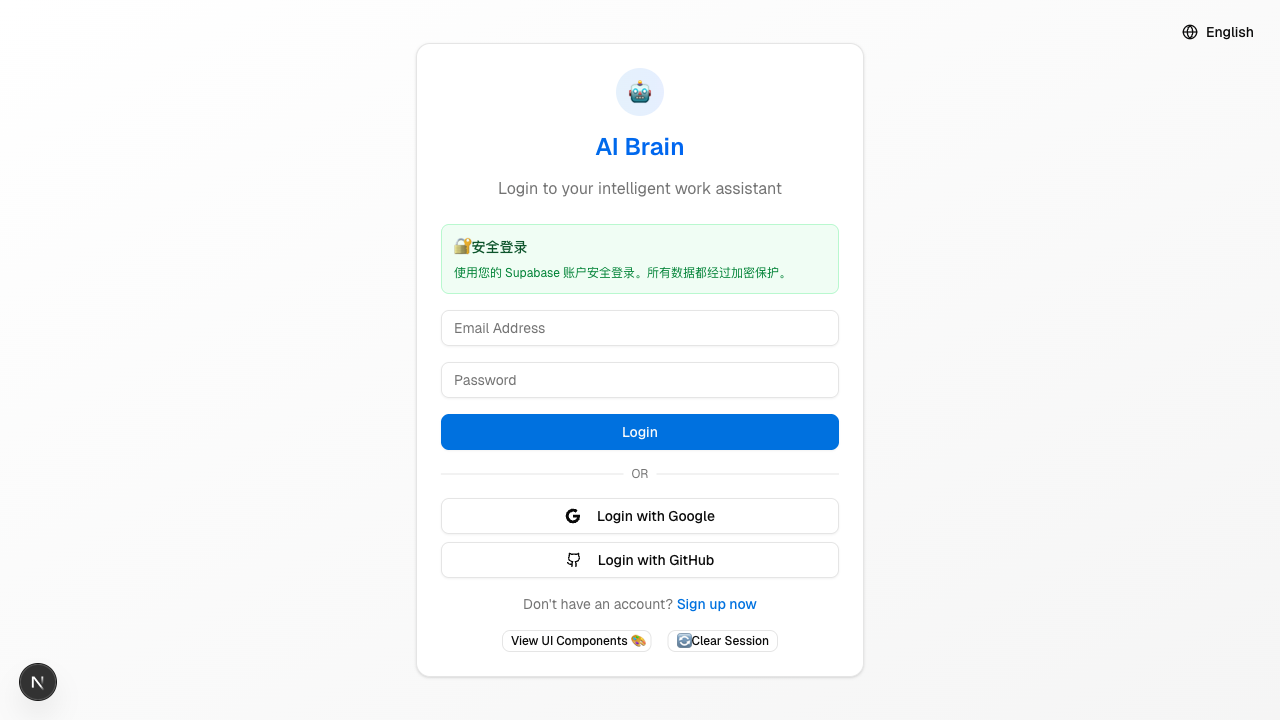 English
AI Brain
Login to your intelligent work assistant
🔐安全登录
使用您的 Supabase 账户安全登录。所有数据都经过加密保护。
Email Address
Password
Login
OR
Login with Google
Login with GitHub
Don't have an account? Sign up now
View UI Components 🎨
🔄Clear Session
N